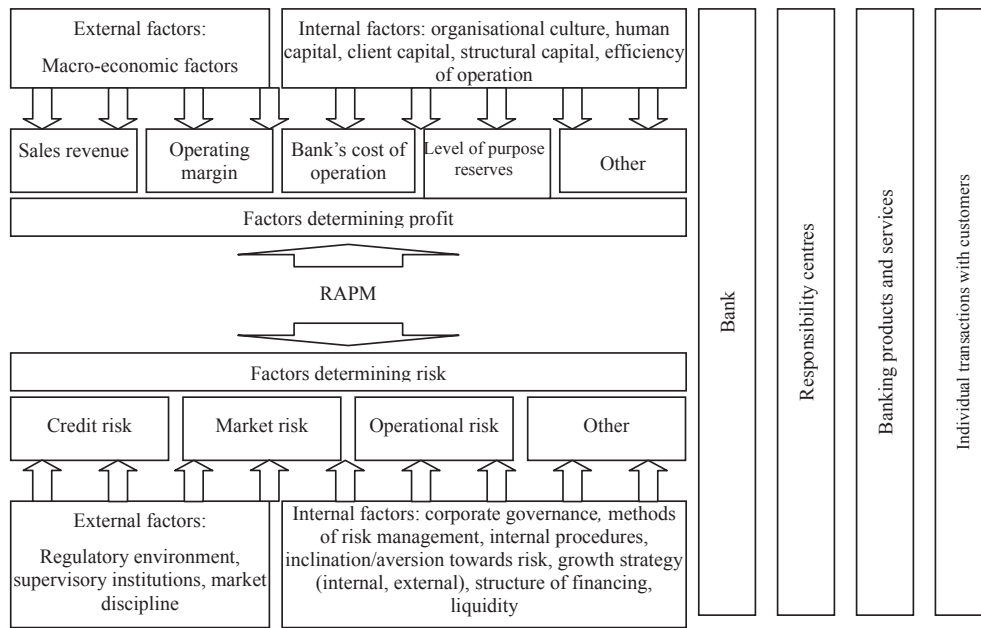 External factors:
Macro-economic factors
Internal factors: organisational culture, human
capital, client capital, structural capital, efficiency
of operation
Sales revenue
Operating
margin
Bank's cost of
operation
Level of purpose
reserves
Other
Factors determining profit
RAPM
Factors determining risk
Credit risk
Market risk
Operational risk
Other
External factors:
Regulatory environment,
supervisory institutions, market
discipline
Internal factors: corporate governance, methods
of risk management, internal procedures,
inclination/aversion towards risk, growth strategy
(internal, external), structure of financing,
liquidity
Bank
Responsibility centres
Banking products and services
Individual transactions with customers